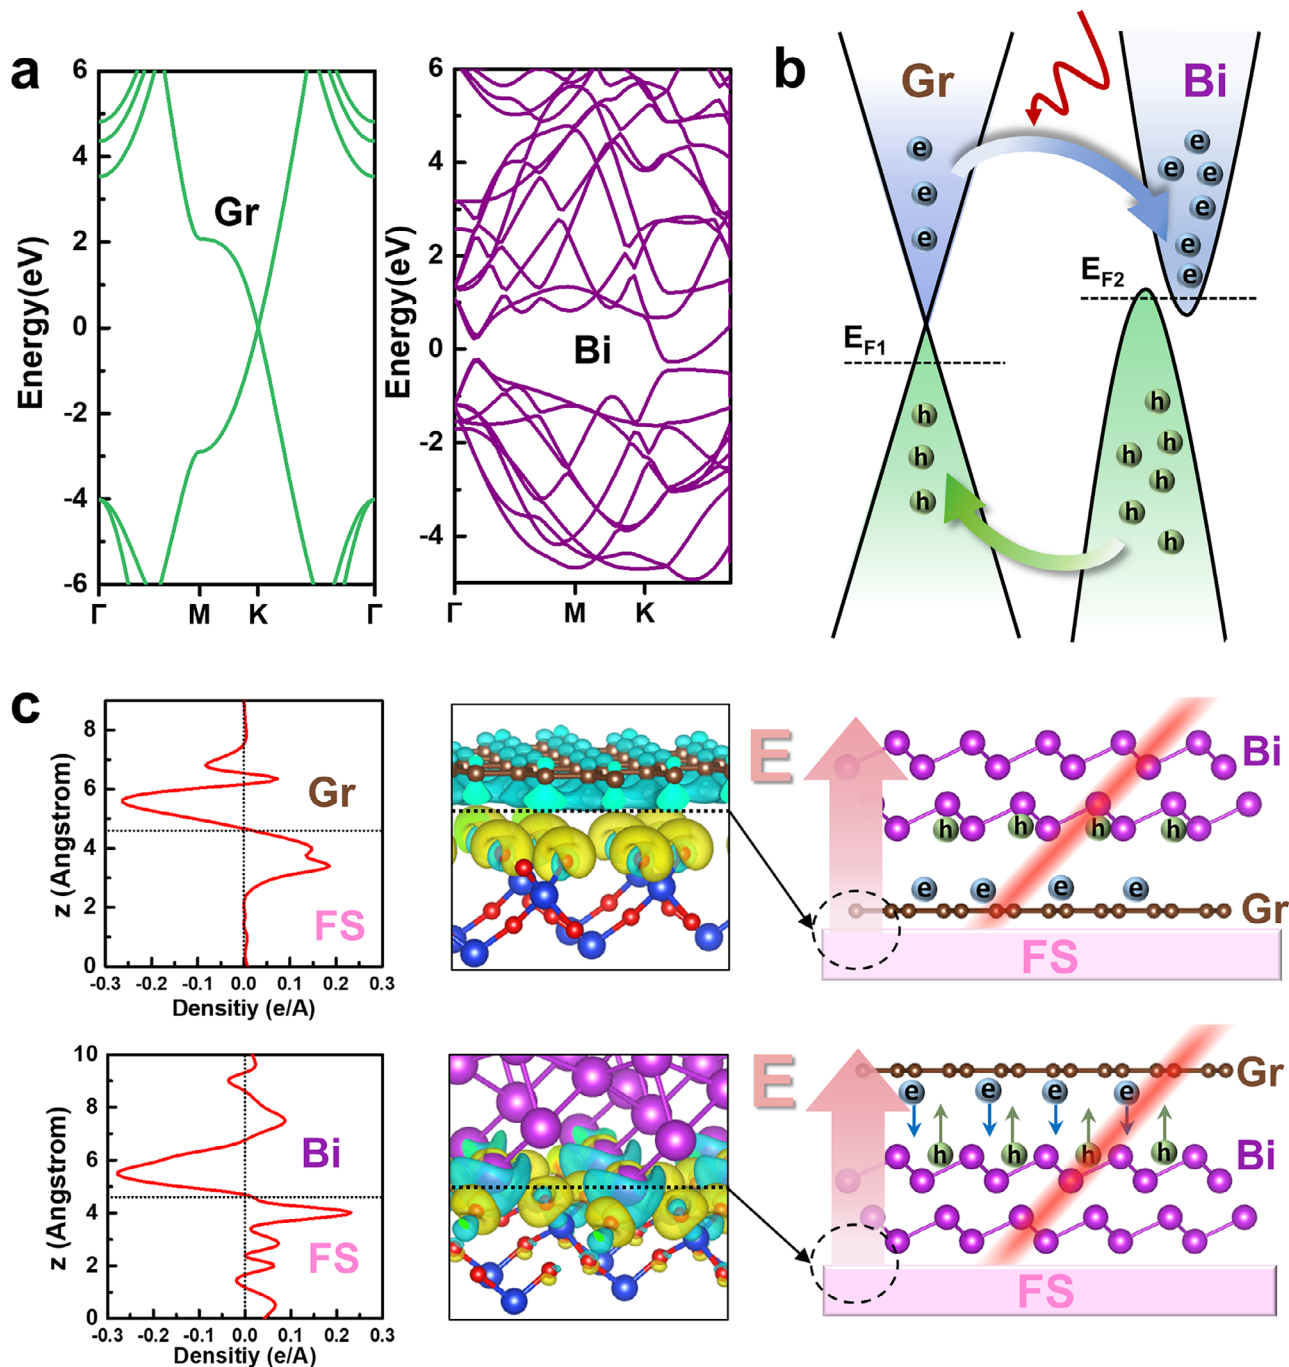 a
6
4
2
0
-2
-4
-6
Energy(eV)
Gr
Γ
M
K
Γ
6
4
2
0
-2
-4
Energy(eV)
Bi
Γ
M
K
b
Gr
Bi
e
e
e
e
e
e
e
e
e
EF2
EF1
h
h
h
h
h
h
h
h
h
c
8
6
4
2
0
z (Angstrom)
Gr
FS
-0.3 -0.2 -0.1 0.0 0.1 0.2 0.3
Densitiy (e/A)
E
Bi
h h h h
e e e e
Gr
FS
10
8
6
4
2
0
z (Angstrom)
Bi
FS
-0.3 -0.2 -0.1 0.0 0.1 0.2 0.3
Densitiy (e/A)
E
Gr
e e e e
h h h h
Bi
FS